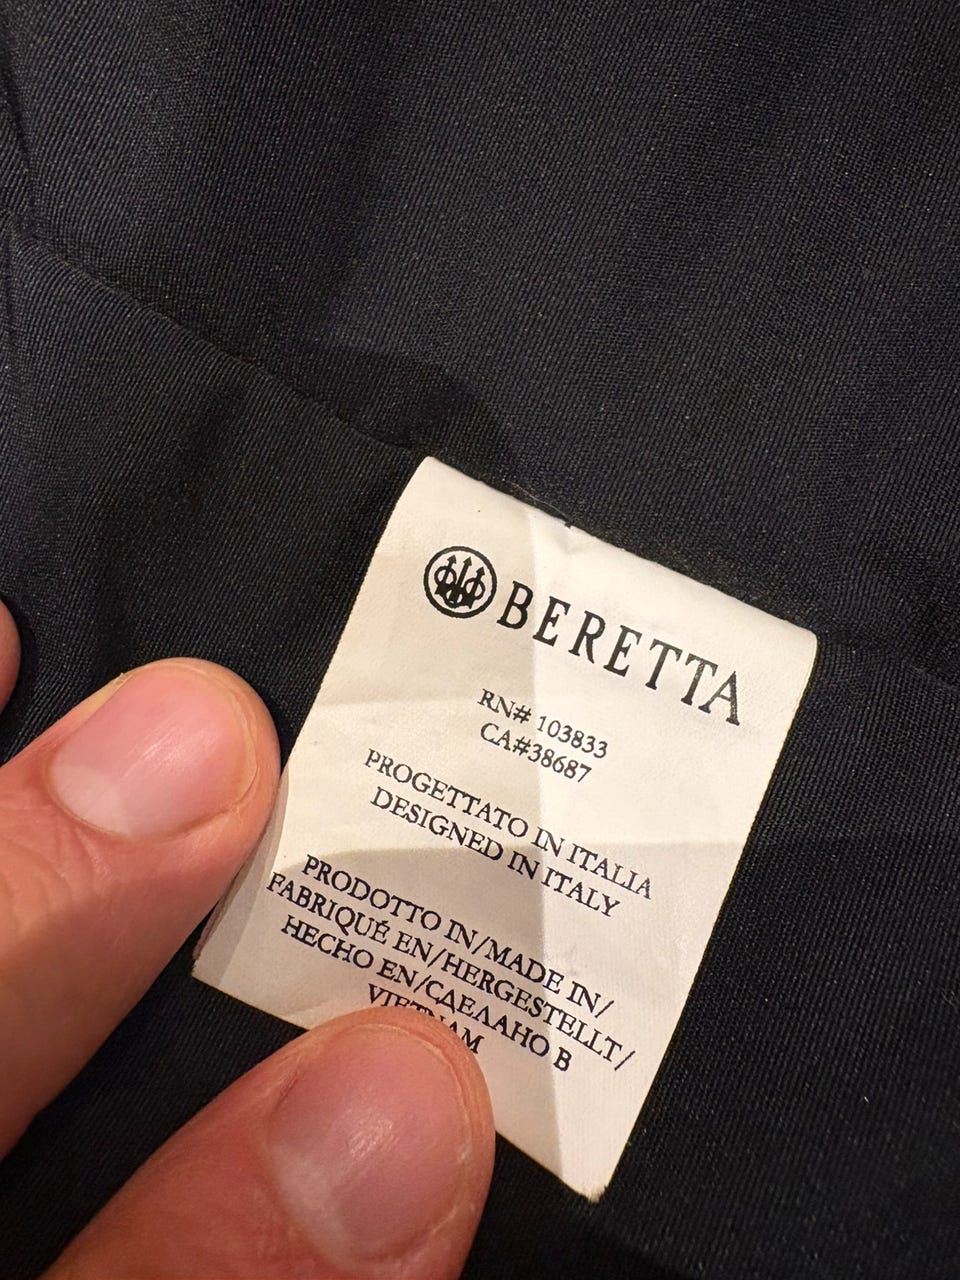 BERETTA
RN# 103833
CA#38687
PROGETTATO IN ITALIA
DESIGNED IN ITALY
PRODOTTO IN/MADE IN/
FABRIQUÉ EN/HERGESTELLT/
HECHO EN/СДЕЛАНО В
VIETNAM